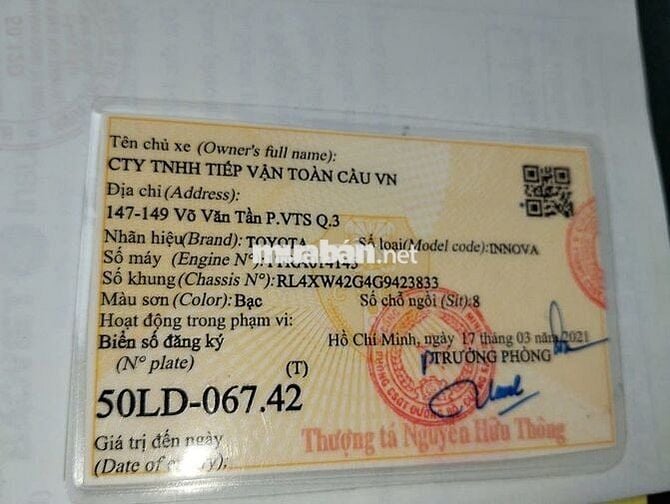 Tên chủ xe (Owner's full name):
CTY TNHH TIẾP VẬN TOÀN CẦU VN
Địa chỉ (Address):
147-149 Võ Văn Tần P.VTS Q.3
Nhãn hiệu (Brand): TOYOTA Số loại (Model code): INNOVA
muaban.net
Số máy (Engine N°):
Số khung (Chassis N°): RL4XW42G4G9423833
Màu sơn (Color): Bạc Số chỗ ngồi (Sit): 8
Hoạt động trong phạm vi:
Biển số đăng ký Hồ Chí Minh, ngày 17 tháng 03 năm 2021
(N° plate) TRƯỞNG PHÒNG
(T)
50LD-067.42
Giá trị đến ngày Thượng tá Nguyễn Hữu Thông
(Date of expiry):